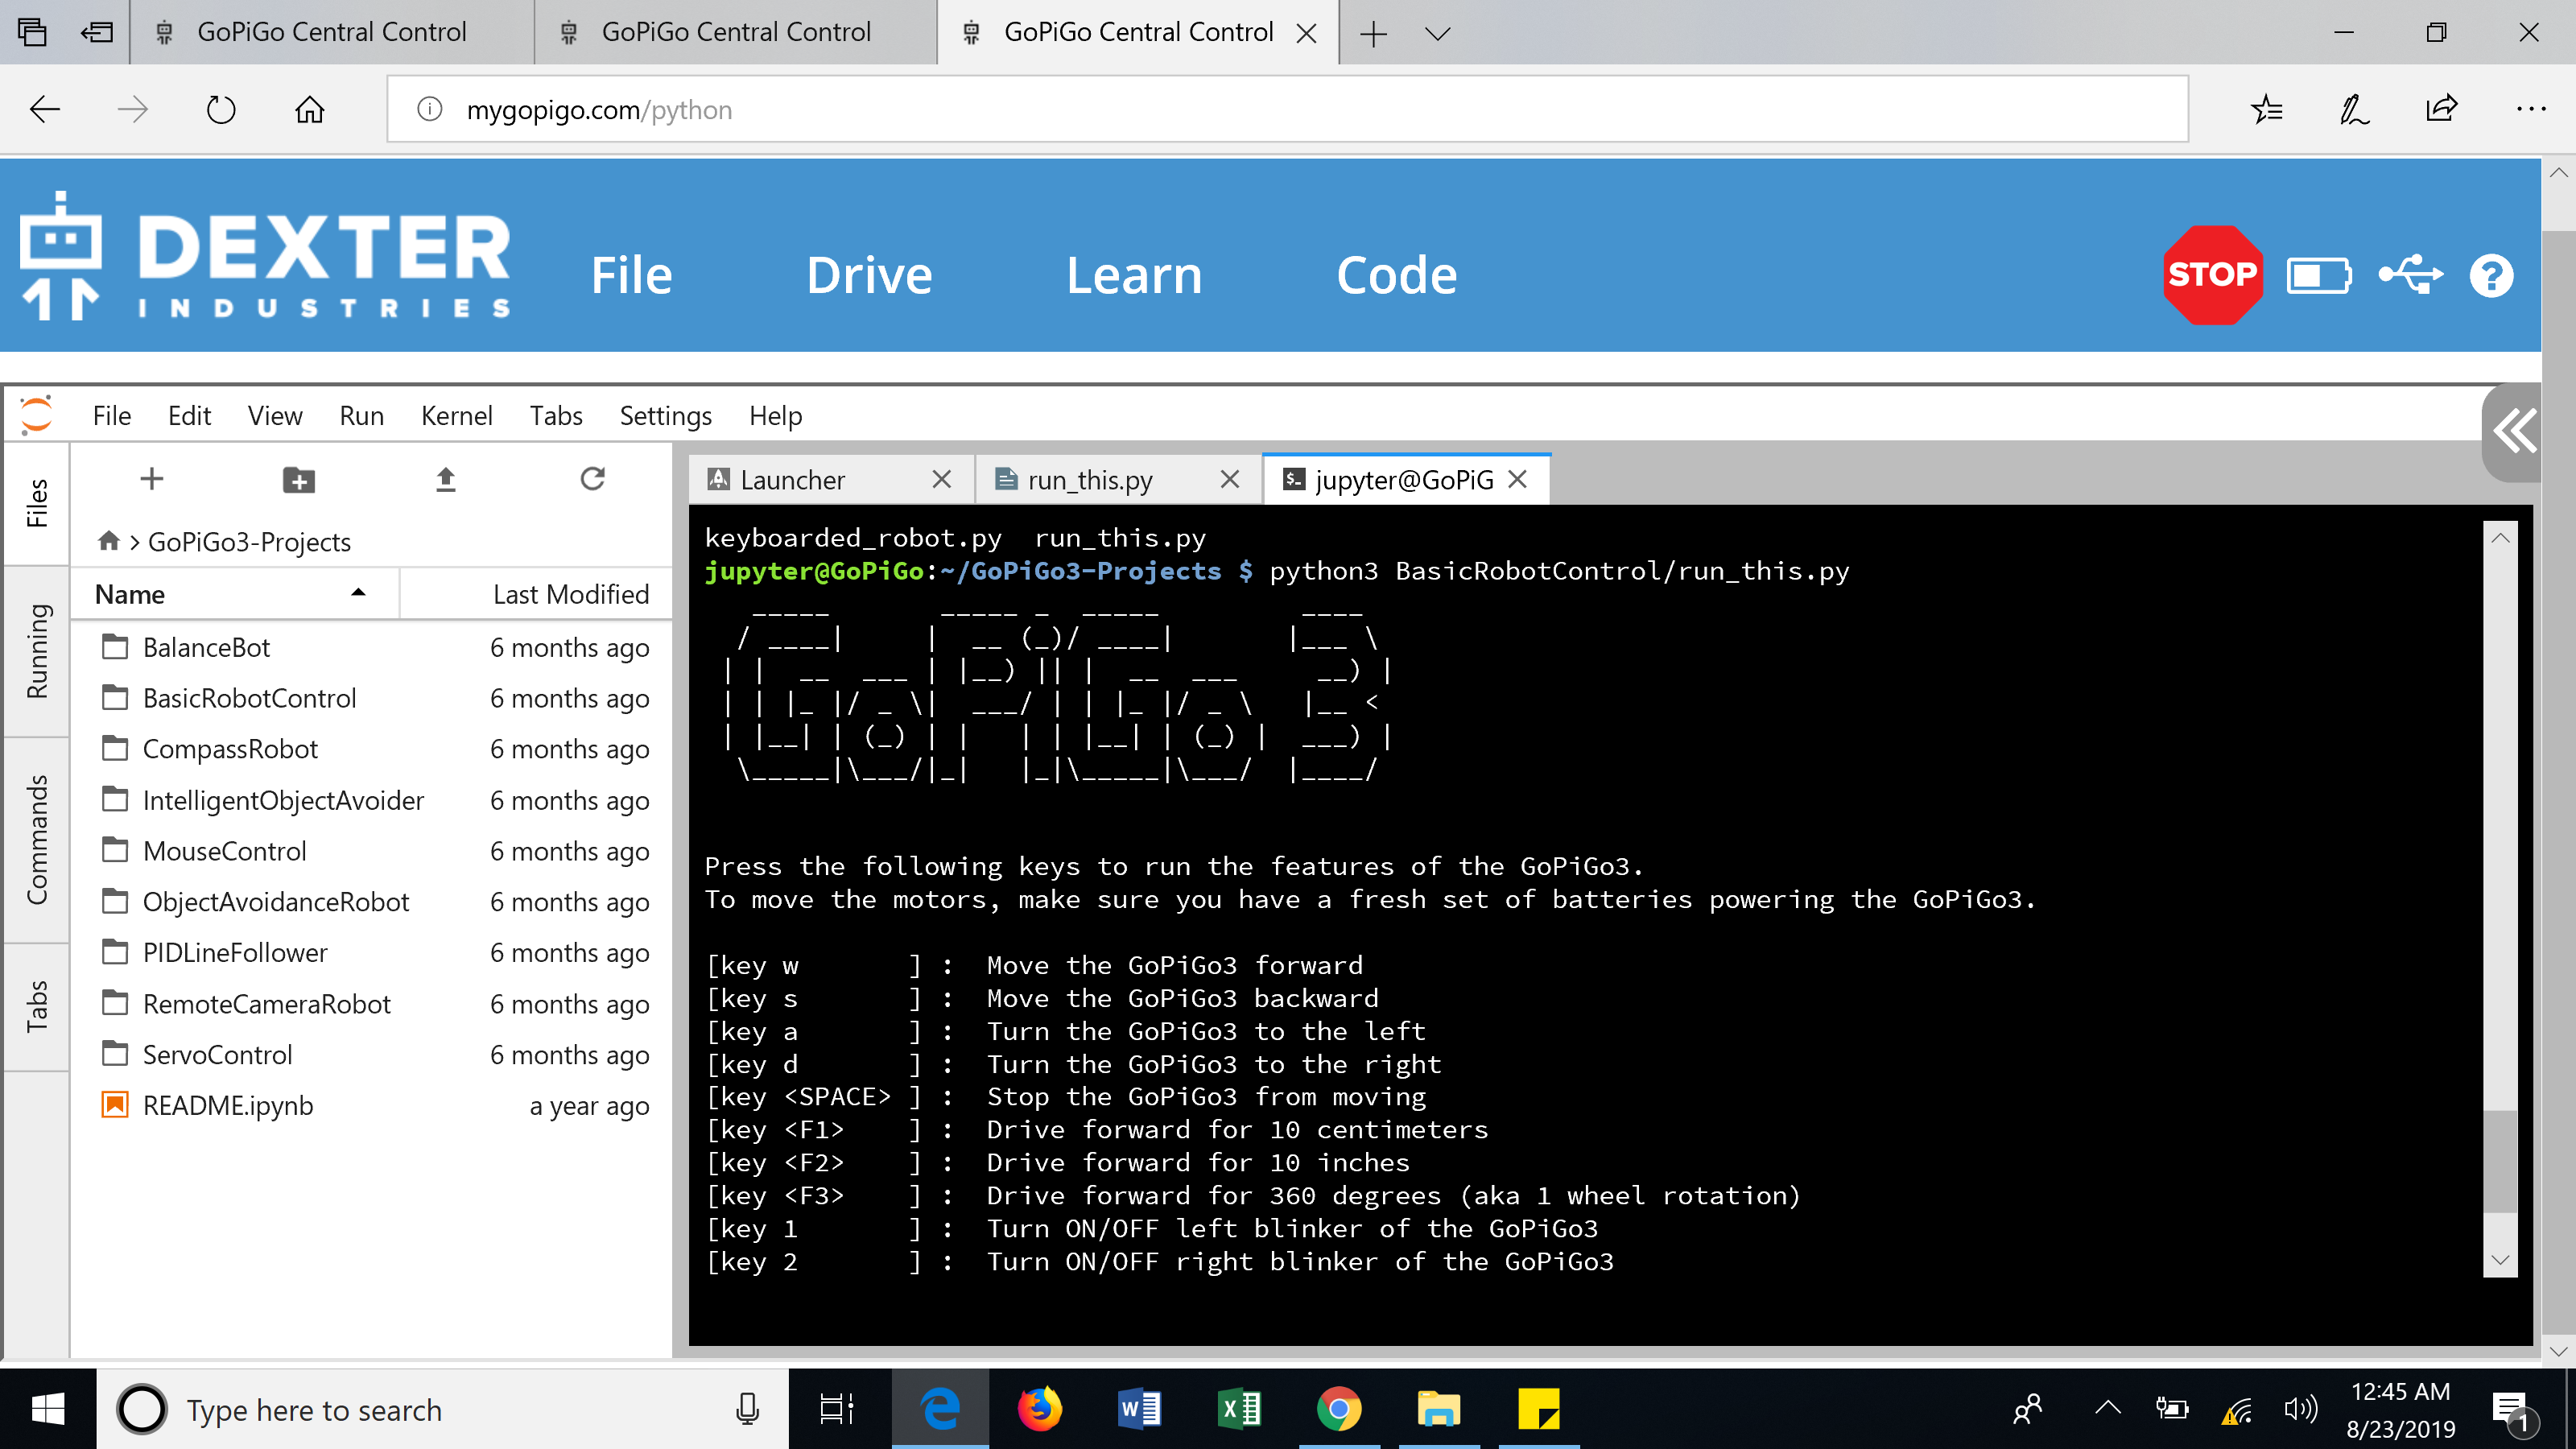 GoPiGo Central Control
GoPiGo Central Control
GoPiGo Central Control
mygopigo.com/python
DEXTER
INDUSTRIES
File Drive Learn Code
STOP
File Edit View Run Kernel Tabs Settings Help
Files
Running
Commands
Tabs
GoPiGo3-Projects
Name Last Modified
BalanceBot 6 months ago
BasicRobotControl 6 months ago
CompassRobot 6 months ago
IntelligentObjectAvoider 6 months ago
MouseControl 6 months ago
ObjectAvoidanceRobot 6 months ago
PIDLineFollower 6 months ago
RemoteCameraRobot 6 months ago
ServoControl 6 months ago
README.ipynb a year ago
Launcher
run_this.py
jupyter@GoPiG
keyboarded_robot.py run_this.py
jupyter@GoPiGo:~/GoPiGo3-Projects $ python3 BasicRobotControl/run_this.py
GoPiGo 3
Press the following keys to run the features of the GoPiGo3.
To move the motors, make sure you have a fresh set of batteries powering the GoPiGo3.
[key w ] : Move the GoPiGo3 forward
[key s ] : Move the GoPiGo3 backward
[key a ] : Turn the GoPiGo3 to the left
[key d ] : Turn the GoPiGo3 to the right
[key <SPACE> ] : Stop the GoPiGo3 from moving
[key <F1> ] : Drive forward for 10 centimeters
[key <F2> ] : Drive forward for 10 inches
[key <F3> ] : Drive forward for 360 degrees (aka 1 wheel rotation)
[key 1 ] : Turn ON/OFF left blinker of the GoPiGo3
[key 2 ] : Turn ON/OFF right blinker of the GoPiGo3
Type here to search
12:45 AM
8/23/2019
1